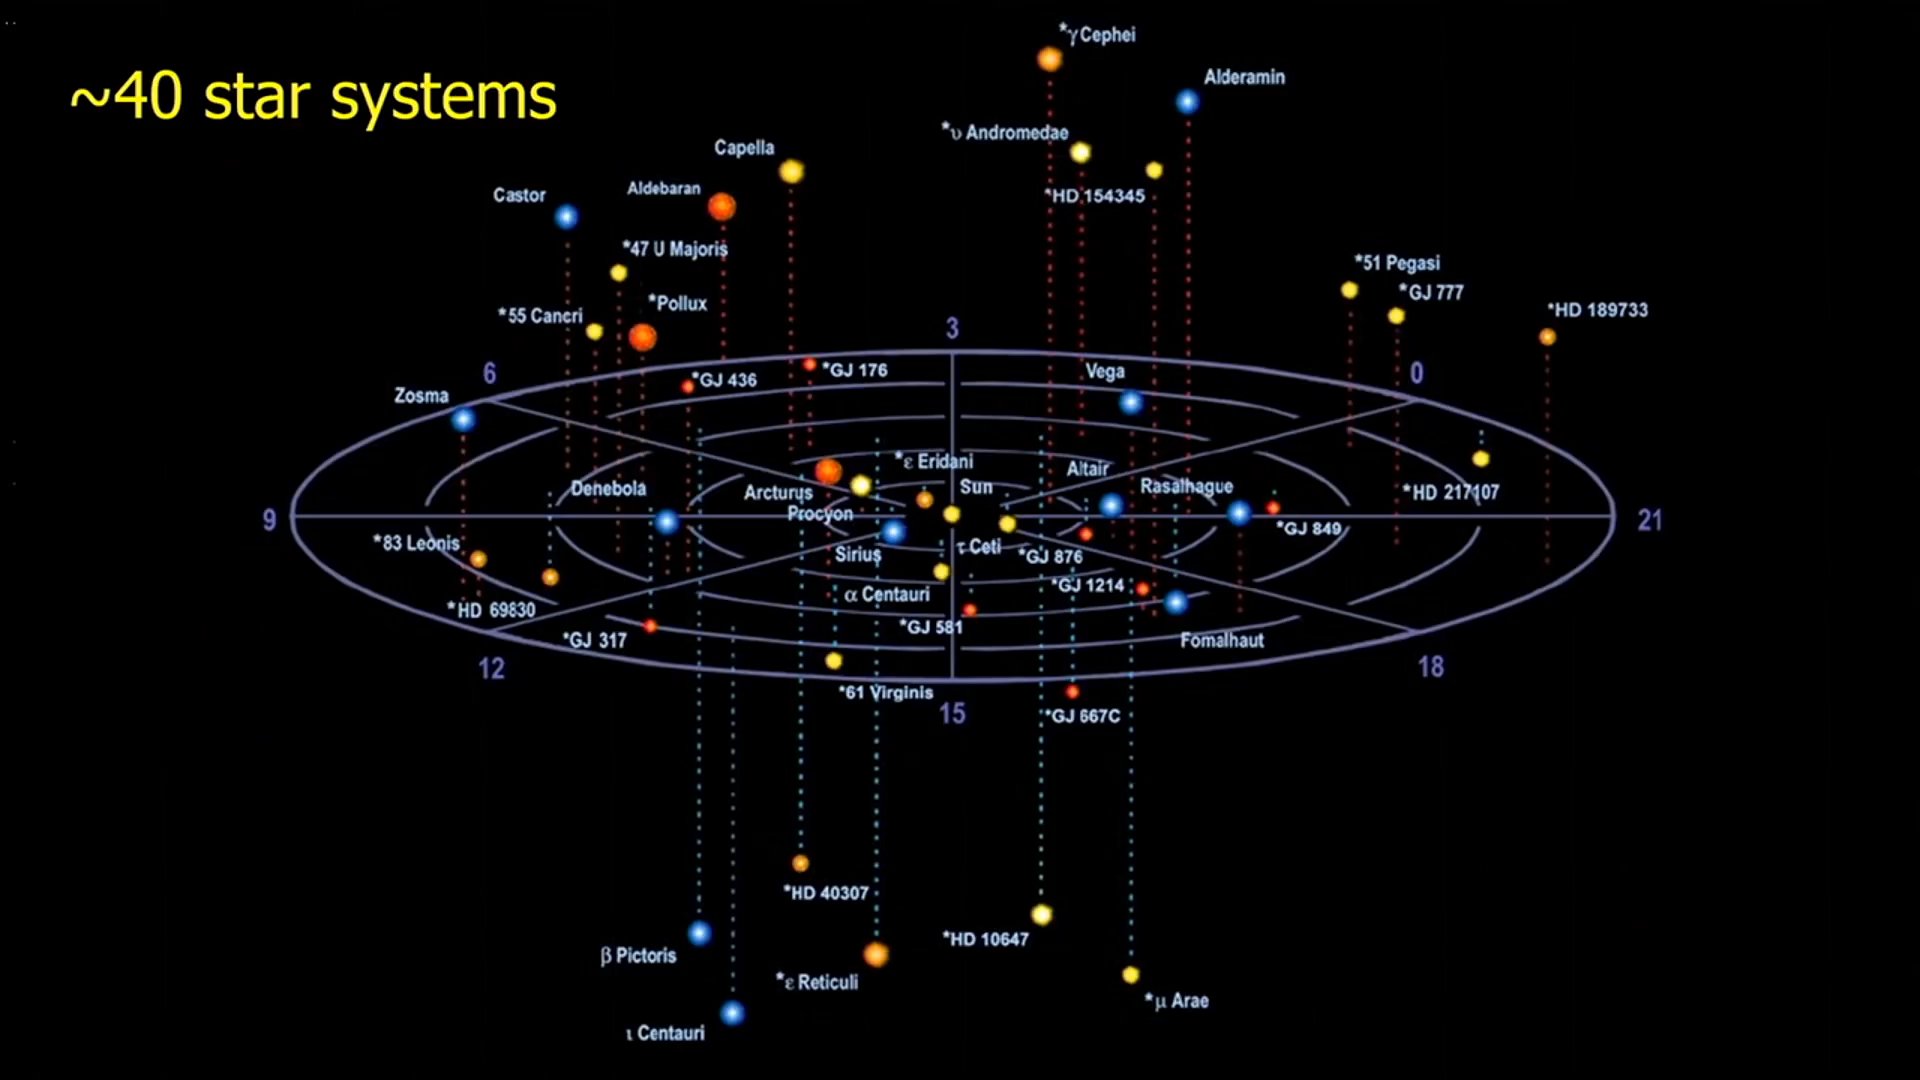 ~40 star systems
*γ Cephei
Alderamin
*υ Andromedae
Capella
Aldebaran
Castor
*HD 154345
*47 U Majoris
*51 Pegasi
*GJ 777
*Pollux
*HD 189733
*55 Cancri
3
6
*GJ 436
*GJ 176
Vega
0
Zosma
*ε Eridani
Altair
Sun
Rasalhague
Denebola
Arcturus
*HD 217107
Procyon
9
21
*GJ 849
*83 Leonis
Sirius
τ Ceti
*GJ 876
*GJ 1214
α Centauri
*HD 69830
*GJ 581
*GJ 317
Fomalhaut
12
18
*61 Virginis
15
*GJ 667C
*HD 40307
*HD 10647
β Pictoris
*ε Reticuli
*μ Arae
ι Centauri